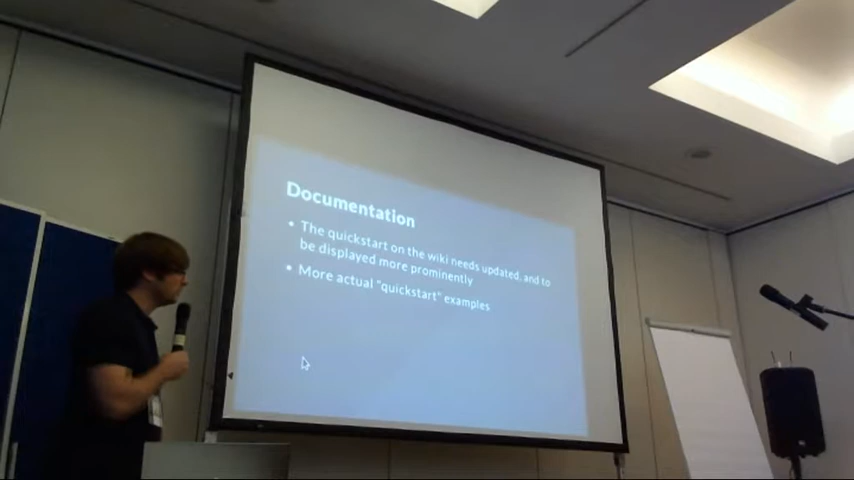 Documentation
• The quickstart on the wiki needs updated, and to
be displayed more prominently
• More actual "quickstart" examples